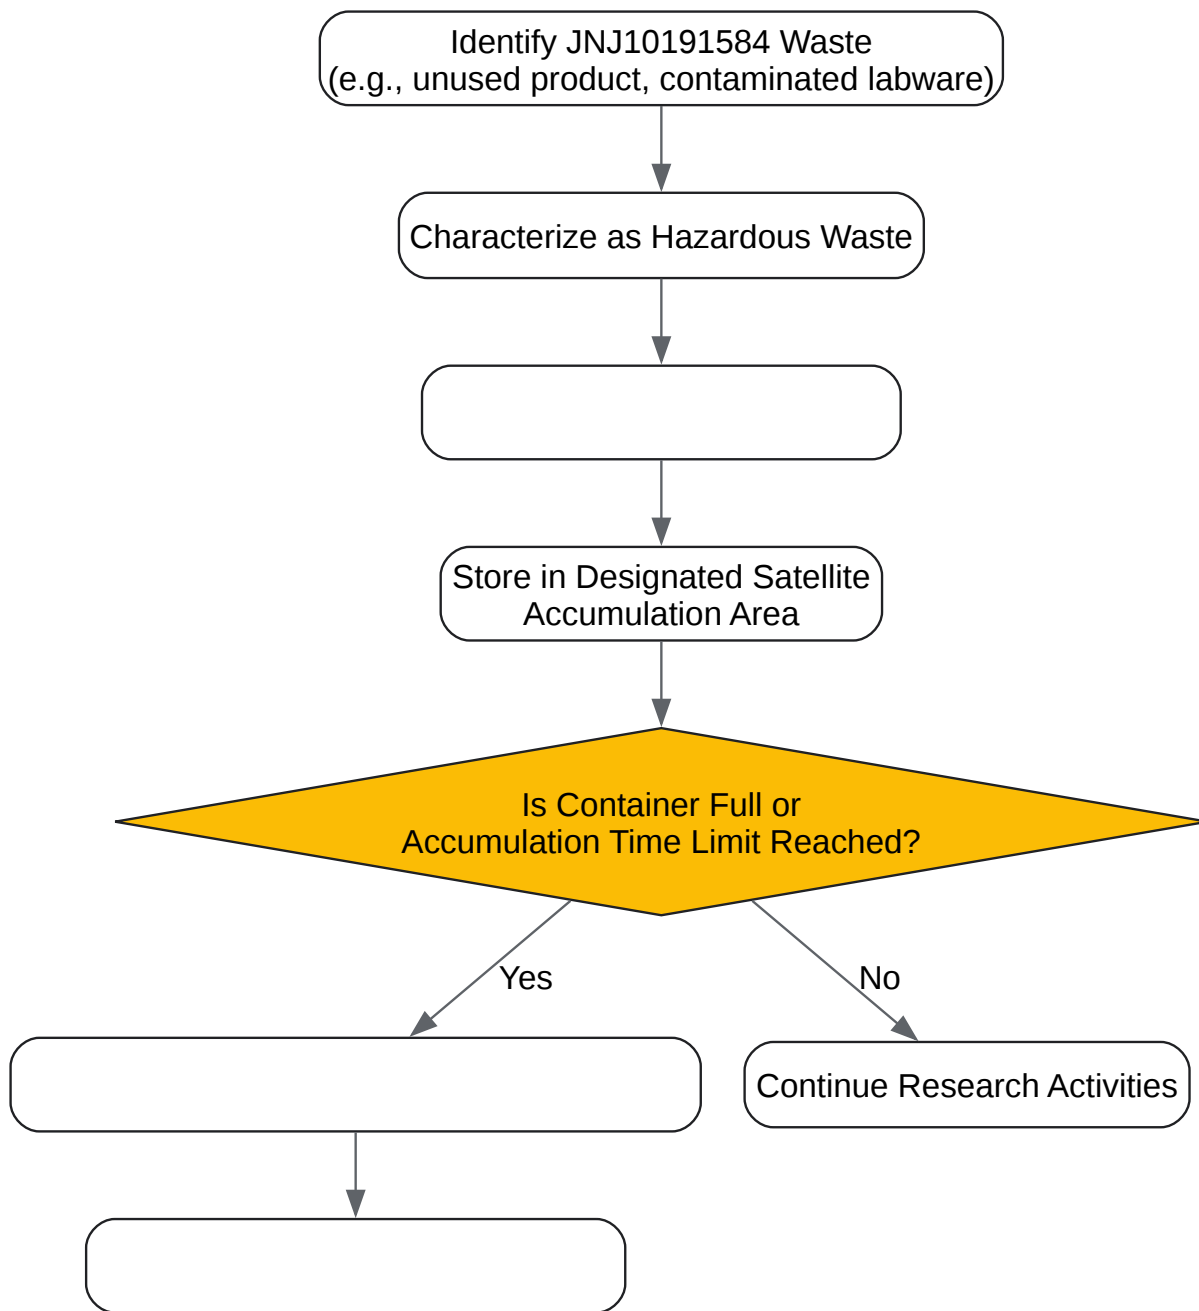 Identify JNJ10191584 Waste
(e.g., unused product, contaminated labware)
Characterize as Hazardous Waste
Store in Designated Satellite
Accumulation Area
Is Container Full or
Accumulation Time Limit Reached?
Yes
No
Continue Research Activities